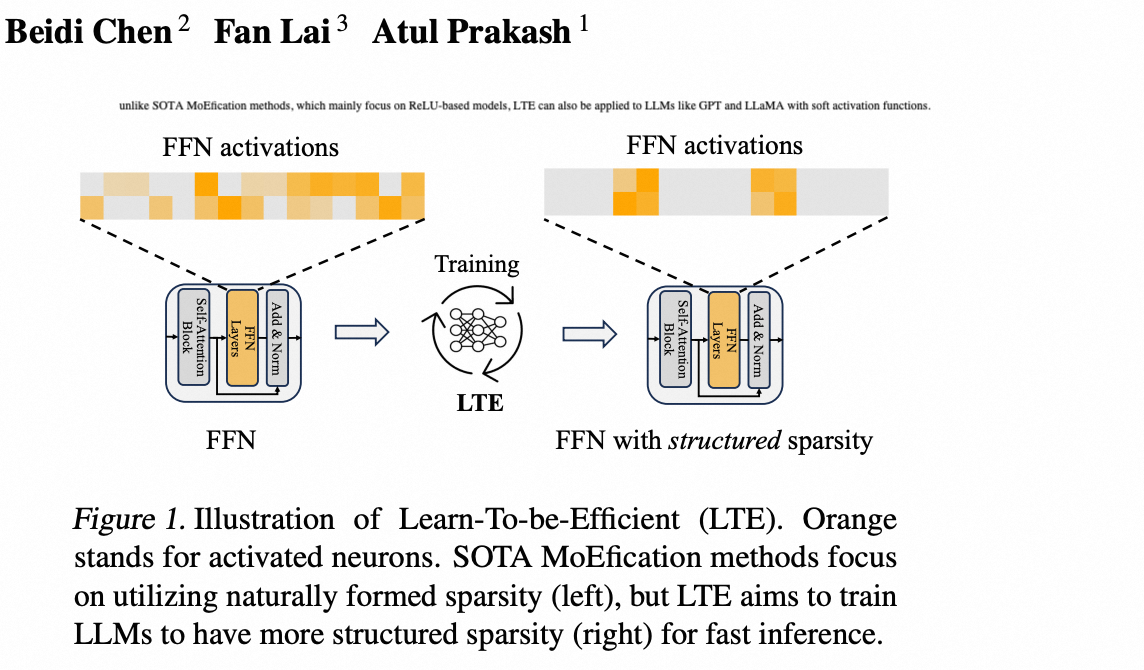 Beidi Chen 2 Fan Lai 3 Atul Prakash 1
unlike SOTA MoEfication methods, which mainly focus on ReLU-based models, LTE can also be applied to LLMs like GPT and LLaMA with soft activation functions.
FFN activations
FFN activations
Training
Self-Attention
Block
FFN
Layers
Add & Norm
LTE
Self-Attention
Block
FFN
Layers
Add & Norm
FFN
FFN with structured sparsity
Figure 1. Illustration of Learn-To-be-Efficient (LTE). Orange
stands for activated neurons. SOTA MoEfication methods focus
on utilizing naturally formed sparsity (left), but LTE aims to train
LLMs to have more structured sparsity (right) for fast inference.